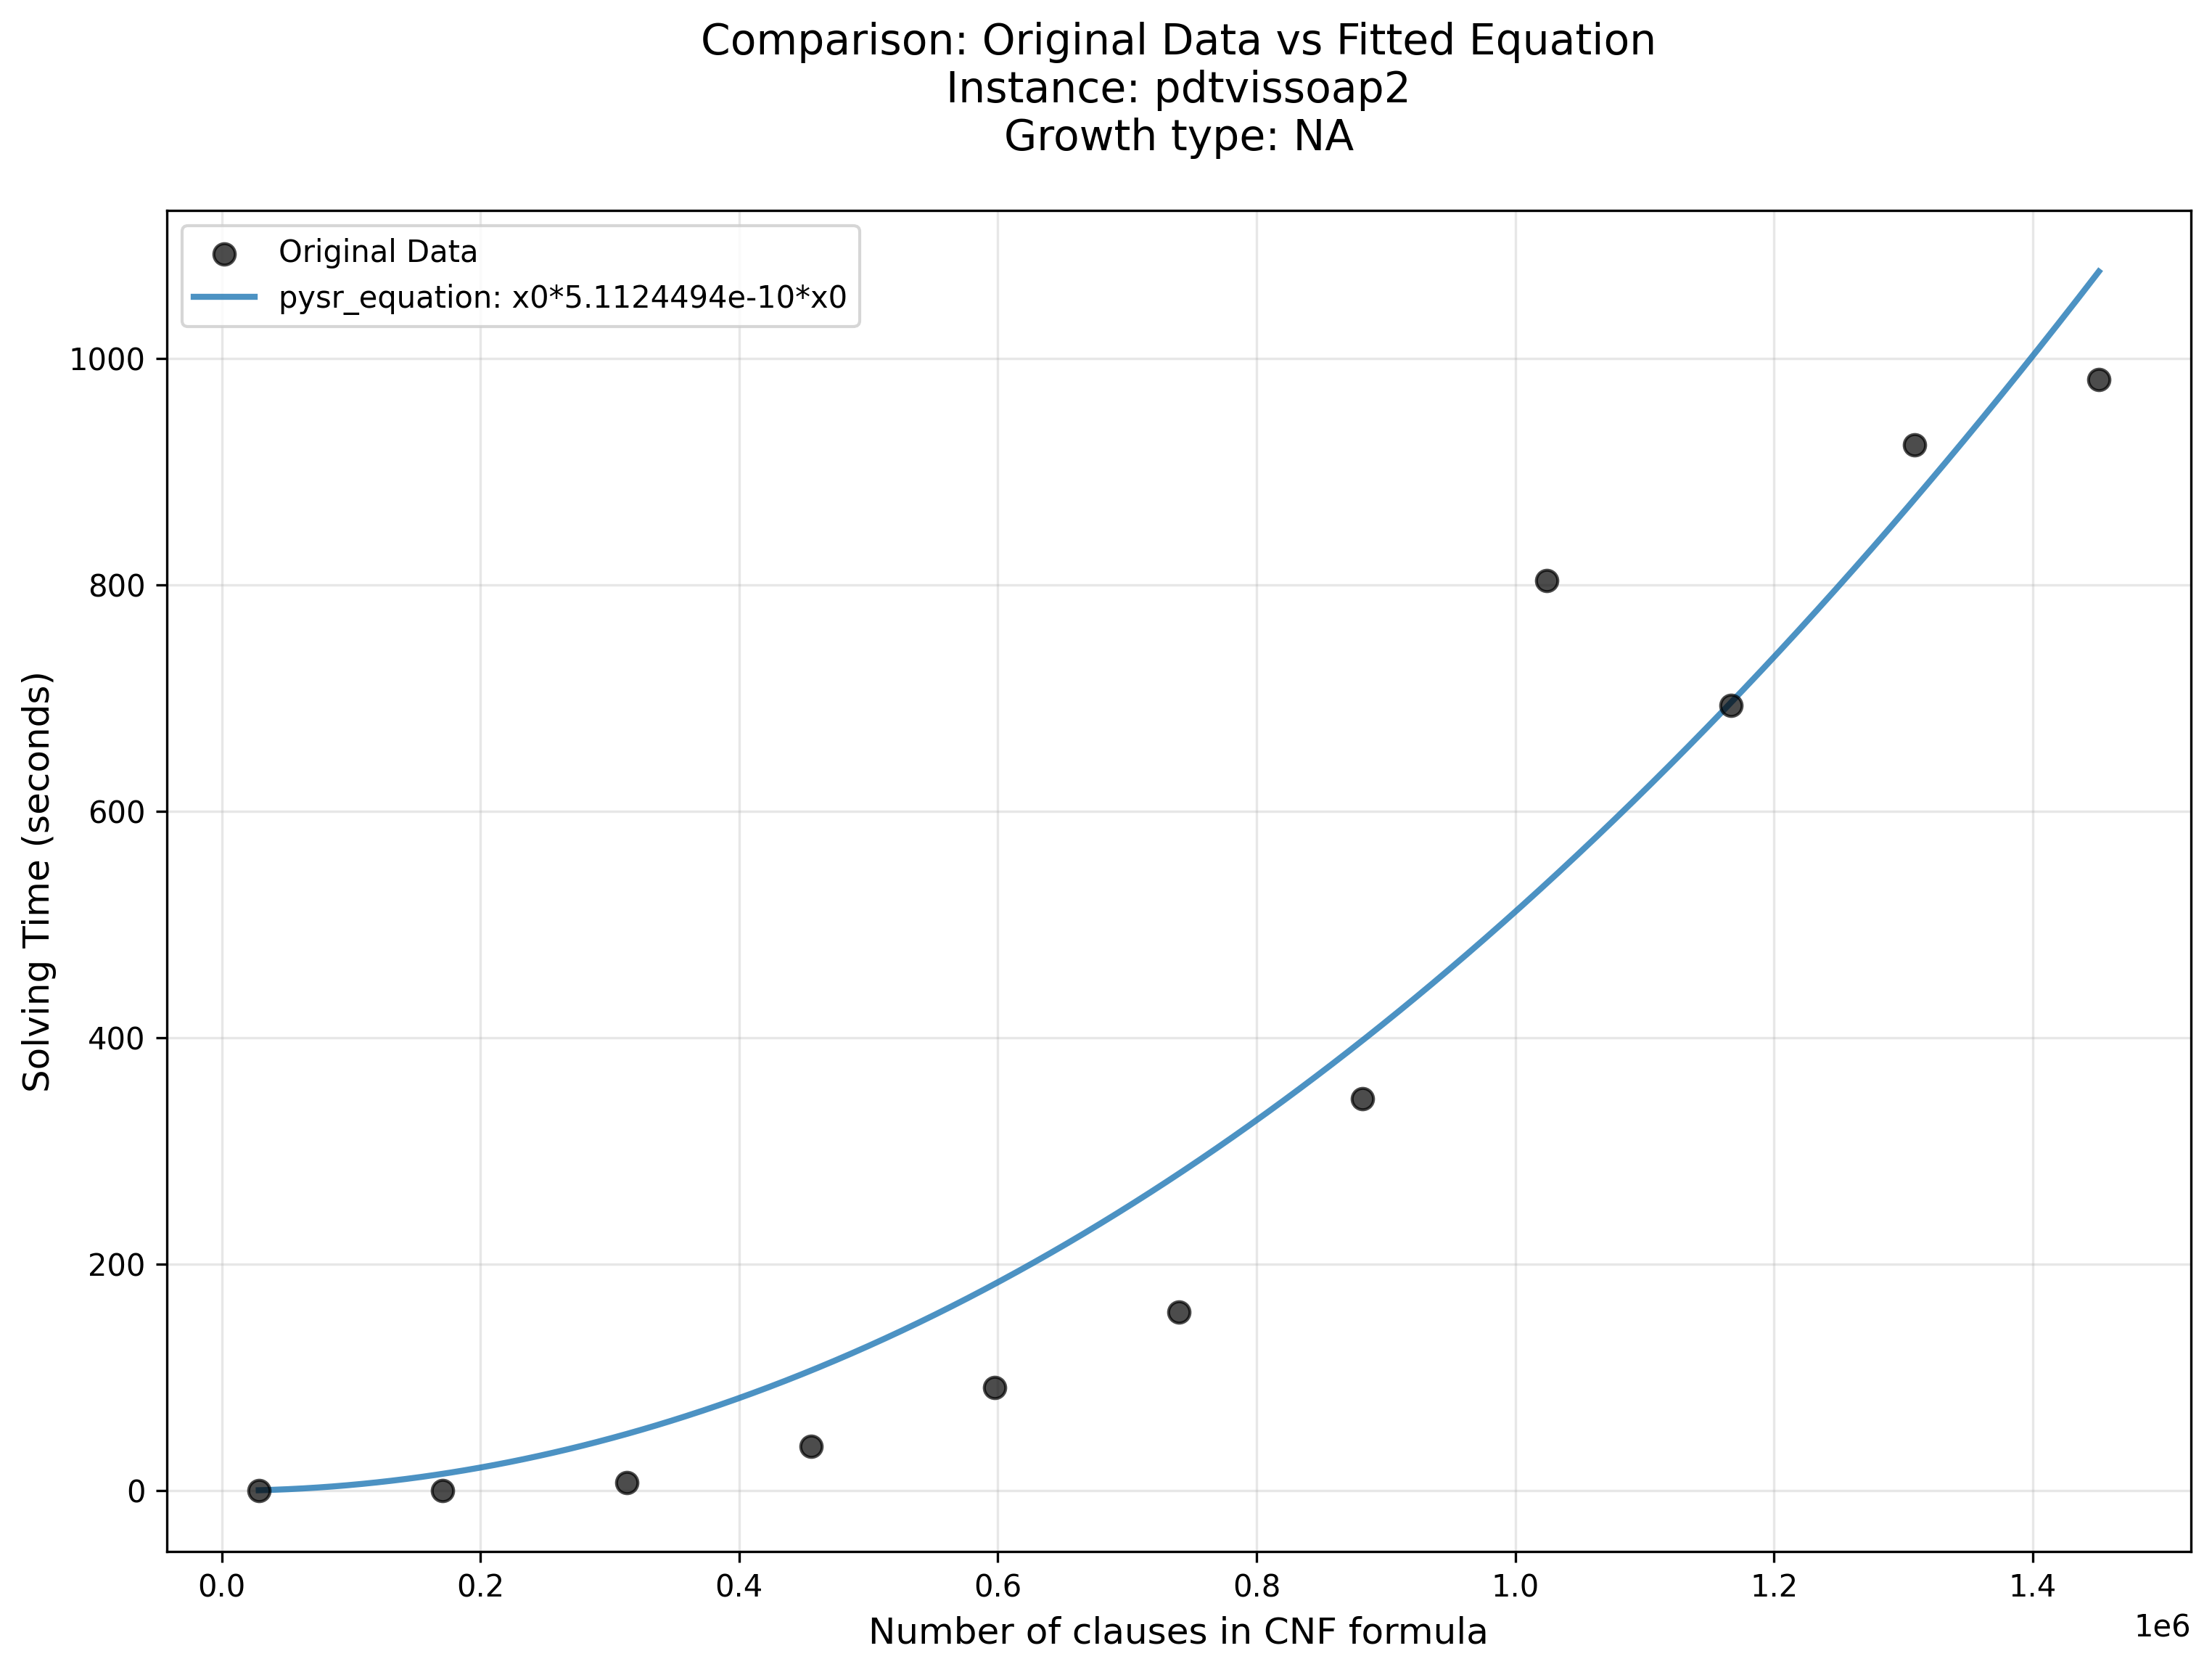 Comparison: Original Data vs Fitted Equation
Instance: pdtvissoap2
Growth type: NA
Original Data
pysr_equation: x0*5.1124494e-10*x0
Solving Time (seconds)
1000
800
600
400
200
0
0.0 0.2 0.4 0.6 0.8 1.0 1.2 1.4
1e6
Number of clauses in CNF formula